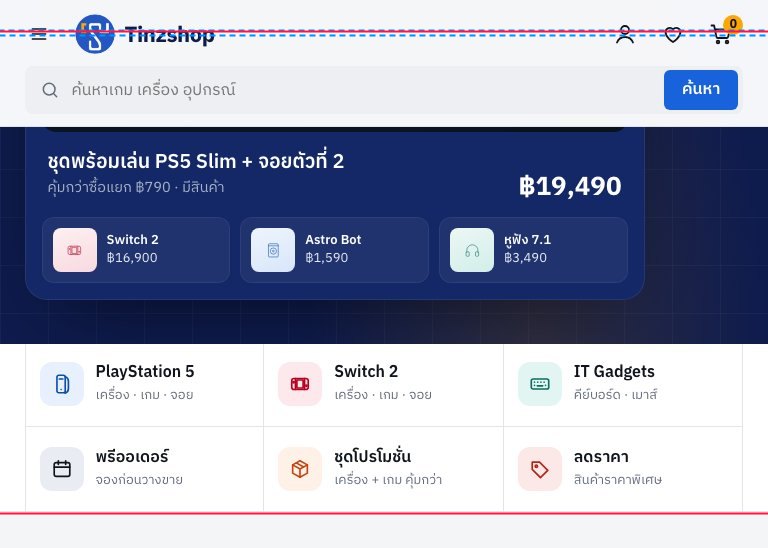 Tinzshop
0
ค้นหาเกม เครื่อง อุปกรณ์
ค้นหา
ชุดพร้อมเล่น PS5 Slim + จอยตัวที่ 2
คุ้มกว่าซื้อแยก ฿790 · มีสินค้า
฿19,490
Switch 2
฿16,900
Astro Bot
฿1,590
หูฟัง 7.1
฿3,490
PlayStation 5
เครื่อง · เกม · จอย
Switch 2
เครื่อง · เกม · จอย
IT Gadgets
คีย์บอร์ด · เมาส์
พรีออเดอร์
จองก่อนวางขาย
ชุดโปรโมชั่น
เครื่อง + เกม คุ้มกว่า
ลดราคา
สินค้าราคาพิเศษ